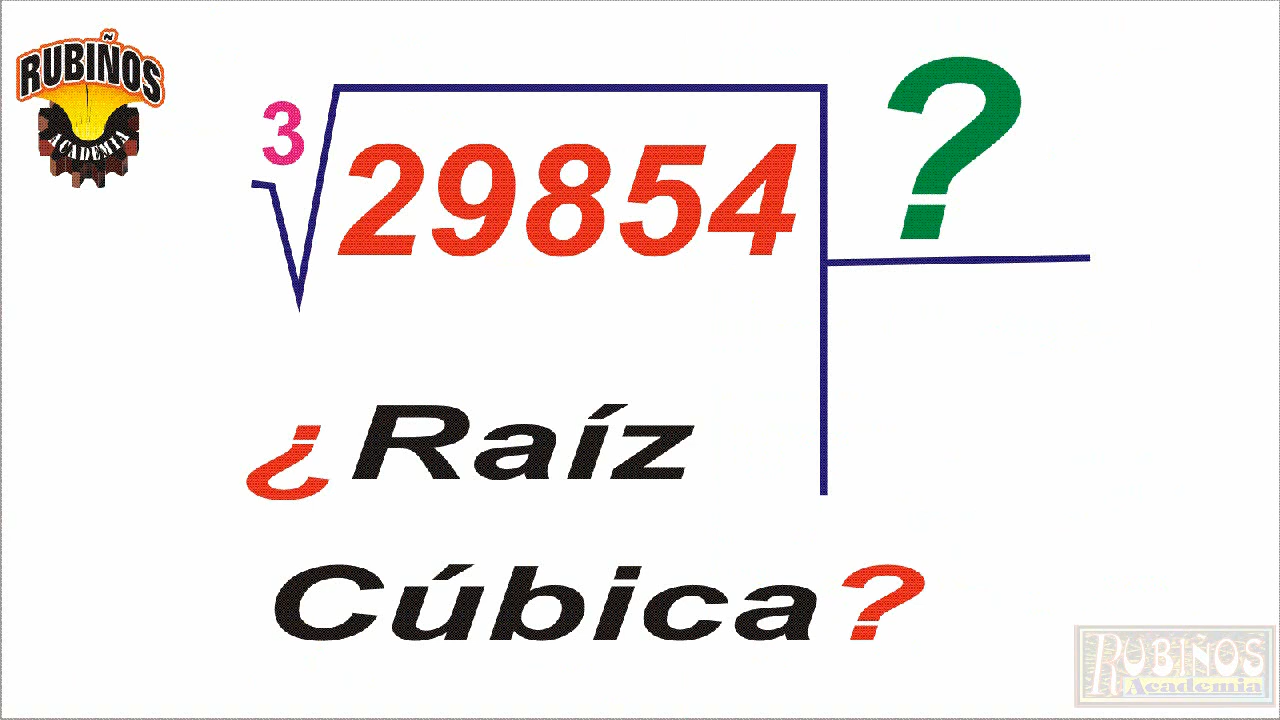 RUBIÑOS
ACADEMIA
3
29854
?
¿Raíz
Cúbica?
RUBIÑOS
Academia